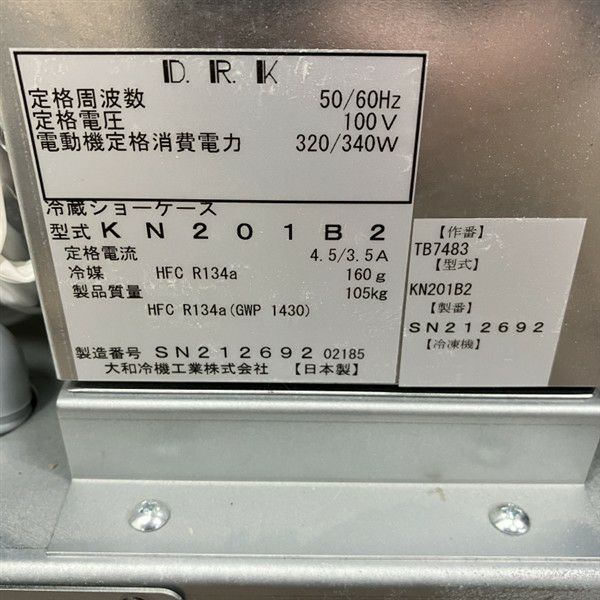 D. R. K
定格周波数 50/60Hz
定格電圧 100V
電動機定格消費電力 320/340W
冷蔵ショーケース
型式 KN201B2
定格電流 4.5/3.5A
冷媒 HFC R134a 160g
製品質量 105kg
HFC R134a(GWP 1430)
製造番号 SN212692 02185
大和冷機工業株式会社 【日本製】
【作番】
TB7483
【型式】
KN201B2
【製番】
SN212692
【冷凍機】